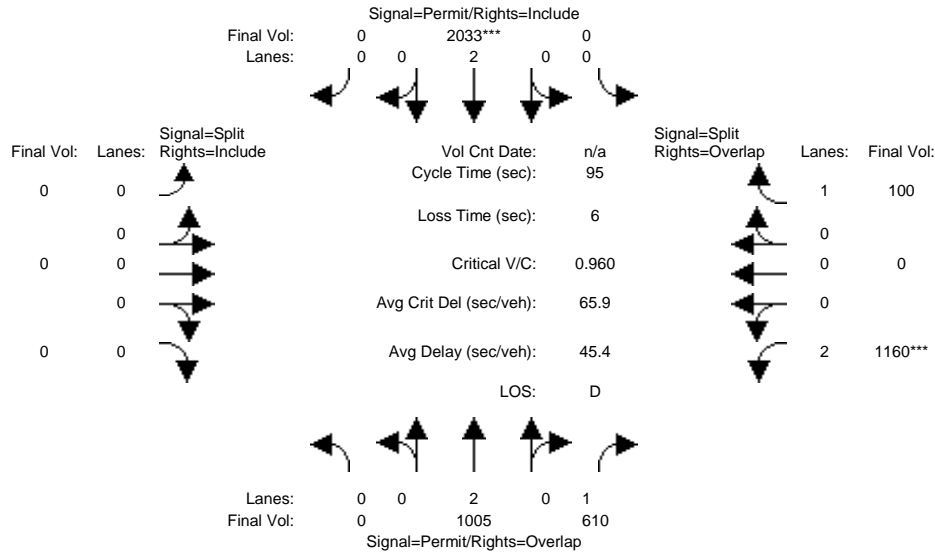 Signal=Permit/Rights=Include
Final Vol: 0 2033*** 0
Lanes: 0 0 2 0 0
Signal=Split Signal=Split
Final Vol: Lanes: Rights=Include Vol Cnt Date: n/a Rights=Overlap Lanes: Final Vol:
Cycle Time (sec): 95
0 0 1 100
Loss Time (sec): 6
0 0
0 0 Critical V/C: 0.960 0 0
0 Avg Crit Del (sec/veh): 65.9 0
0 0 Avg Delay (sec/veh): 45.4 2 1160***
LOS: D
Lanes: 0 0 2 0 1
Final Vol: 0 1005 610
Signal=Permit/Rights=Overlap